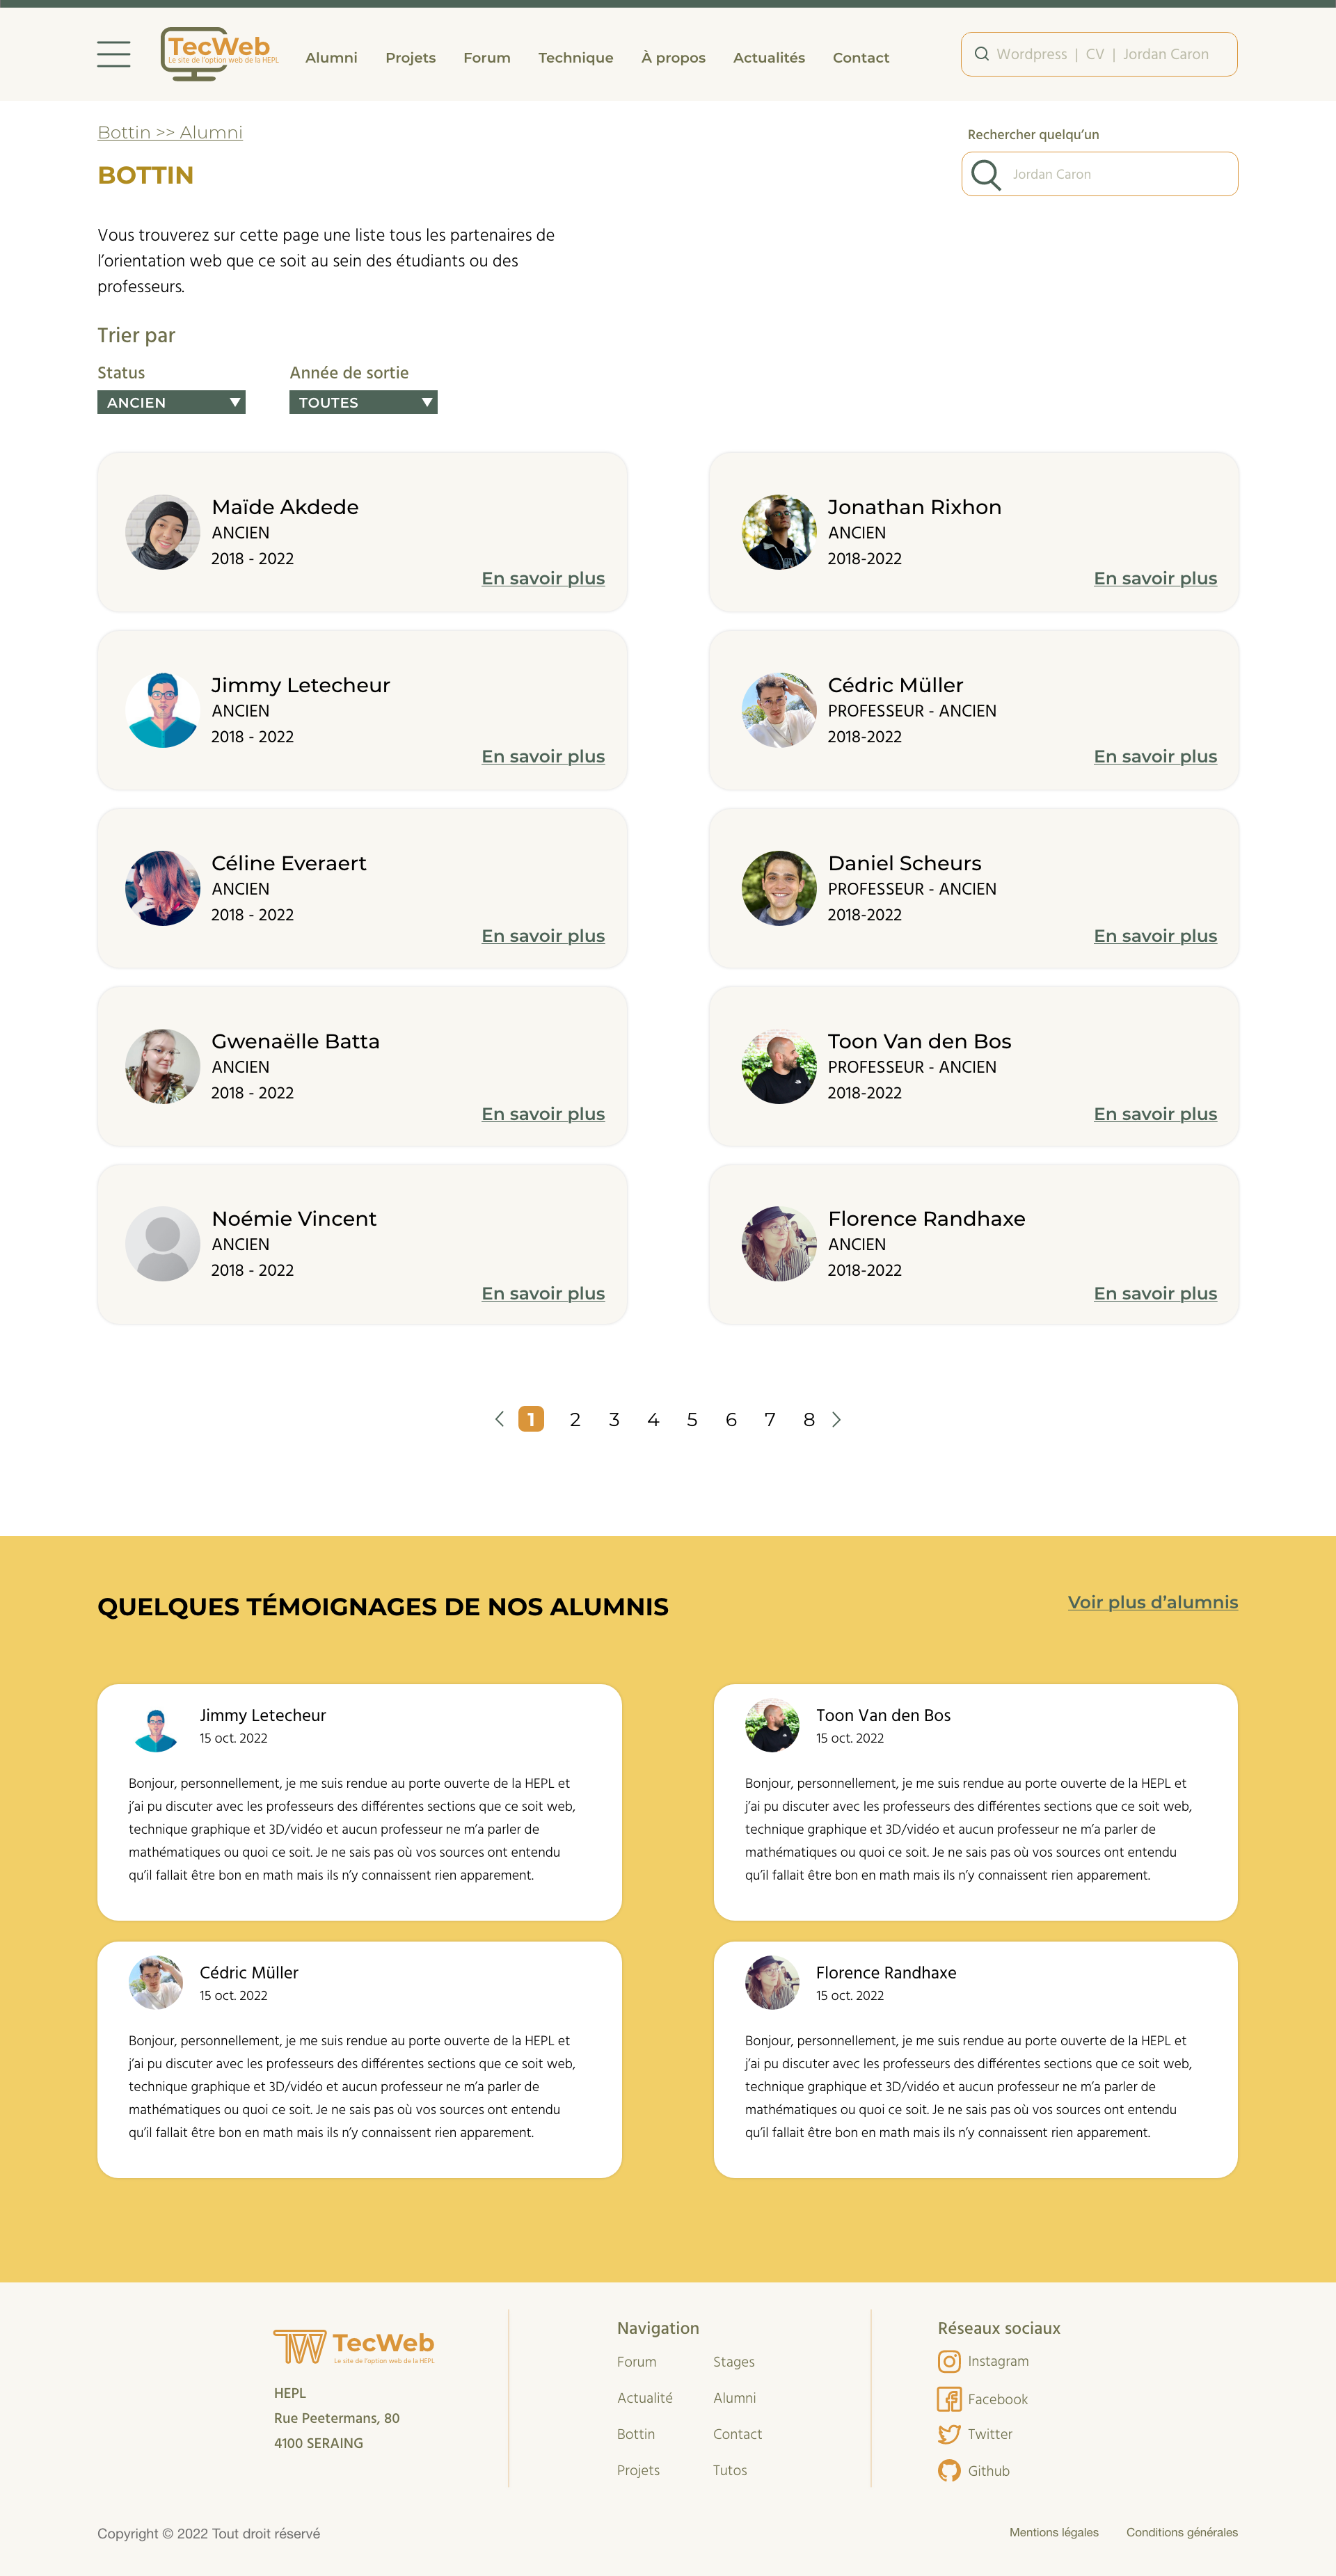 TecWeb
Le site de l'option web de la HEPL
Alumni Projets Forum Technique À propos Actualités Contact
Wordpress | CV | Jordan Caron
Bottin >> Alumni
Rechercher quelqu’un
BOTTIN
Jordan Caron
Vous trouverez sur cette page une liste tous les partenaires de
l’orientation web que ce soit au sein des étudiants ou des
professeurs.
Trier par
Status Année de sortie
ANCIEN TOUTES
Maïde Akdede
ANCIEN
2018 - 2022
En savoir plus
Jonathan Rixhon
ANCIEN
2018-2022
En savoir plus
Jimmy Letecheur
ANCIEN
2018 - 2022
En savoir plus
Cédric Müller
PROFESSEUR - ANCIEN
2018-2022
En savoir plus
Céline Everaert
ANCIEN
2018 - 2022
En savoir plus
Daniel Scheurs
PROFESSEUR - ANCIEN
2018-2022
En savoir plus
Gwenaëlle Batta
ANCIEN
2018 - 2022
En savoir plus
Toon Van den Bos
PROFESSEUR - ANCIEN
2018-2022
En savoir plus
Noémie Vincent
ANCIEN
2018 - 2022
En savoir plus
Florence Randhaxe
ANCIEN
2018-2022
En savoir plus
1 2 3 4 5 6 7 8
QUELQUES TÉMOIGNAGES DE NOS ALUMNIS
Voir plus d’alumnis
Jimmy Letecheur
15 oct. 2022
Bonjour, personnellement, je me suis rendue au porte ouverte de la HEPL et
j’ai pu discuter avec les professeurs des différentes sections que ce soit web,
technique graphique et 3D/vidéo et aucun professeur ne m’a parler de
mathématiques ou quoi ce soit. Je ne sais pas où vos sources ont entendu
qu’il fallait être bon en math mais ils n’y connaissent rien apparement.
Toon Van den Bos
15 oct. 2022
Bonjour, personnellement, je me suis rendue au porte ouverte de la HEPL et
j’ai pu discuter avec les professeurs des différentes sections que ce soit web,
technique graphique et 3D/vidéo et aucun professeur ne m’a parler de
mathématiques ou quoi ce soit. Je ne sais pas où vos sources ont entendu
qu’il fallait être bon en math mais ils n’y connaissent rien apparement.
Cédric Müller
15 oct. 2022
Bonjour, personnellement, je me suis rendue au porte ouverte de la HEPL et
j’ai pu discuter avec les professeurs des différentes sections que ce soit web,
technique graphique et 3D/vidéo et aucun professeur ne m’a parler de
mathématiques ou quoi ce soit. Je ne sais pas où vos sources ont entendu
qu’il fallait être bon en math mais ils n’y connaissent rien apparement.
Florence Randhaxe
15 oct. 2022
Bonjour, personnellement, je me suis rendue au porte ouverte de la HEPL et
j’ai pu discuter avec les professeurs des différentes sections que ce soit web,
technique graphique et 3D/vidéo et aucun professeur ne m’a parler de
mathématiques ou quoi ce soit. Je ne sais pas où vos sources ont entendu
qu’il fallait être bon en math mais ils n’y connaissent rien apparement.
TecWeb
Le site de l'option web de la HEPL
HEPL
Rue Peetermans, 80
4100 SERAING
Navigation
Forum Stages
Actualité Alumni
Bottin Contact
Projets Tutos
Réseaux sociaux
Instagram
Facebook
Twitter
Github
Copyright © 2022 Tout droit réservé
Mentions légales Conditions générales